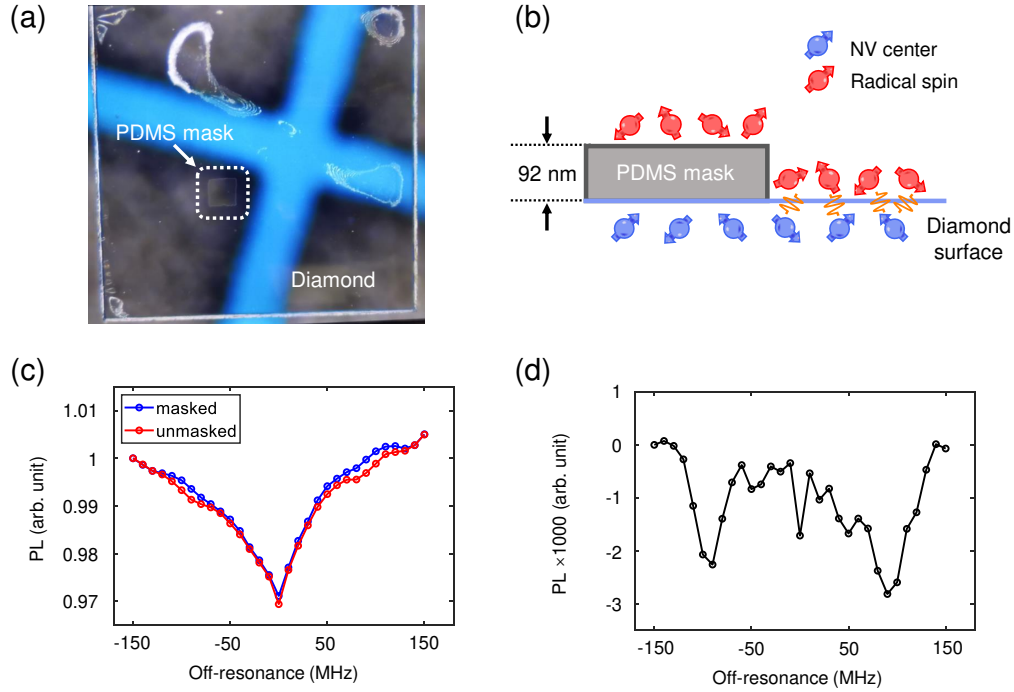 (a)
PDMS mask
Diamond
(b)
NV center
Radical spin
92 nm
PDMS mask
Diamond
surface
(c)
PL (arb. unit)
1.01
1
0.99
0.98
0.97
masked
unmasked
-150
-50
50
150
Off-resonance (MHz)
(d)
PL ×1000 (arb. unit)
1
0
-1
-2
-3
-150
-50
50
150
Off-resonance (MHz)